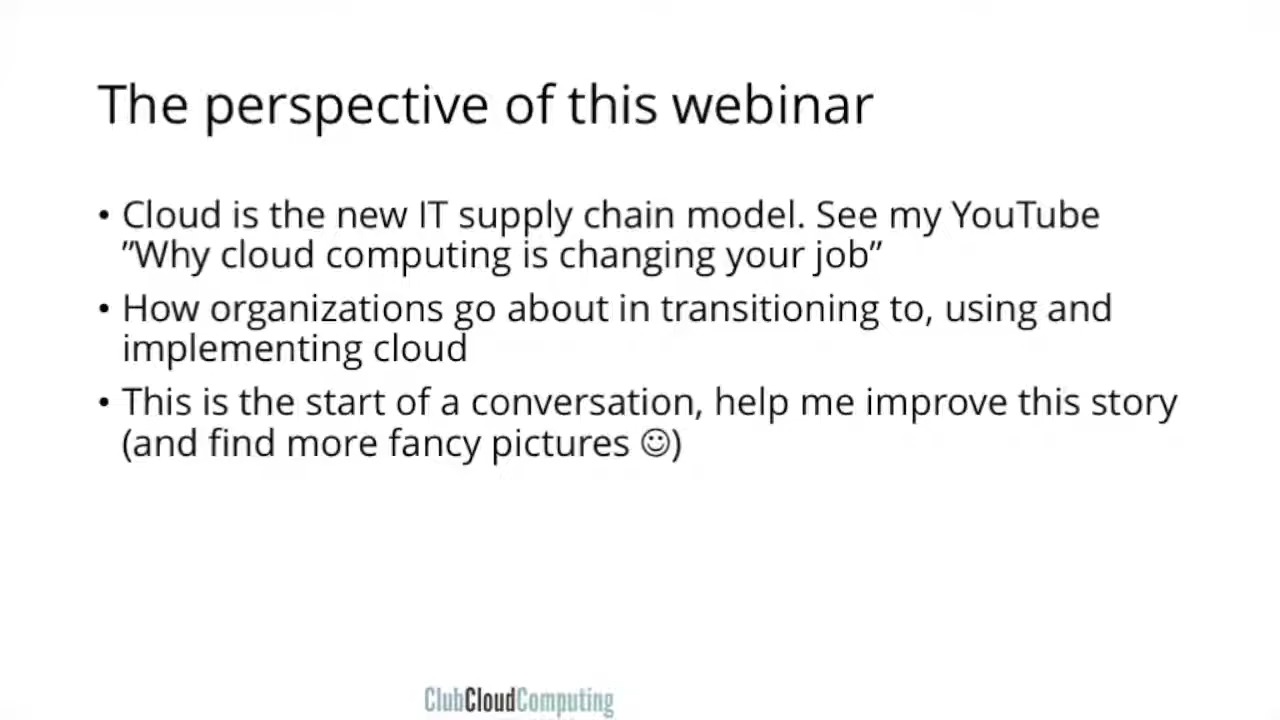 The perspective of this webinar
• Cloud is the new IT supply chain model. See my YouTube
”Why cloud computing is changing your job”
• How organizations go about in transitioning to, using and
implementing cloud
• This is the start of a conversation, help me improve this story
(and find more fancy pictures ☺)
ClubCloudComputing